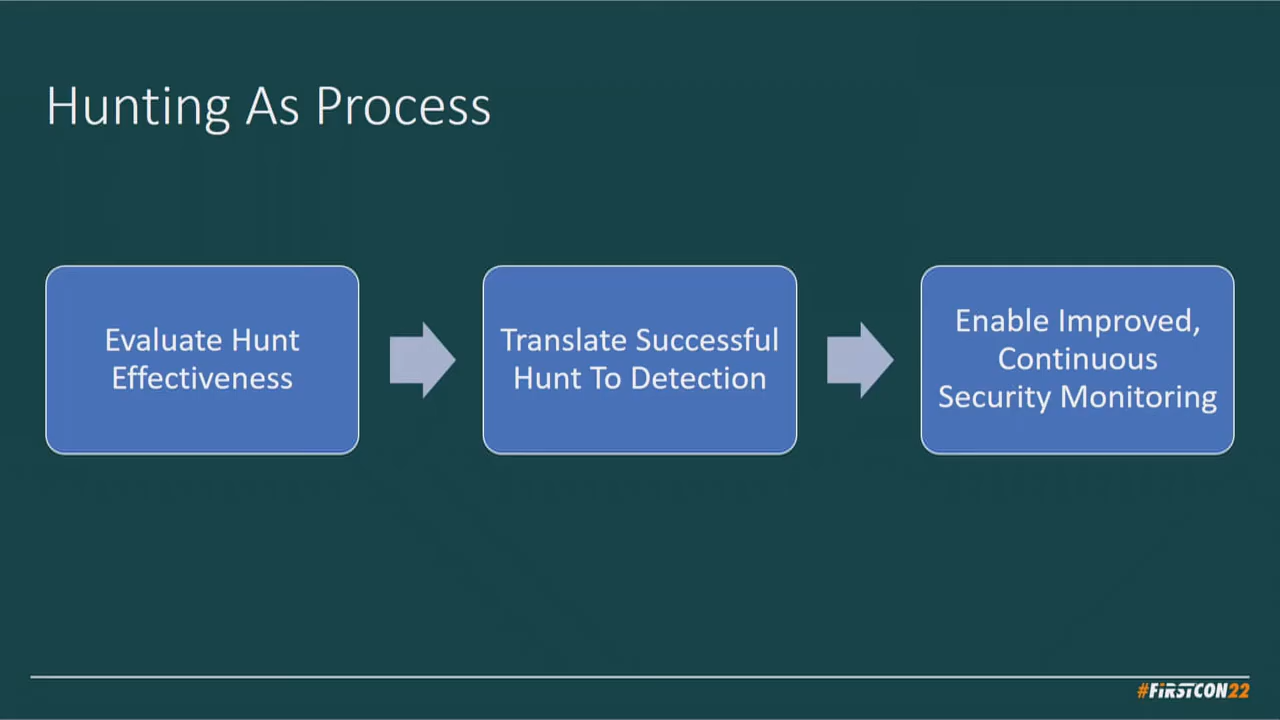 Hunting As Process
Evaluate Hunt
Effectiveness
Translate Successful
Hunt To Detection
Enable Improved,
Continuous
Security Monitoring
#FIRSTCON22